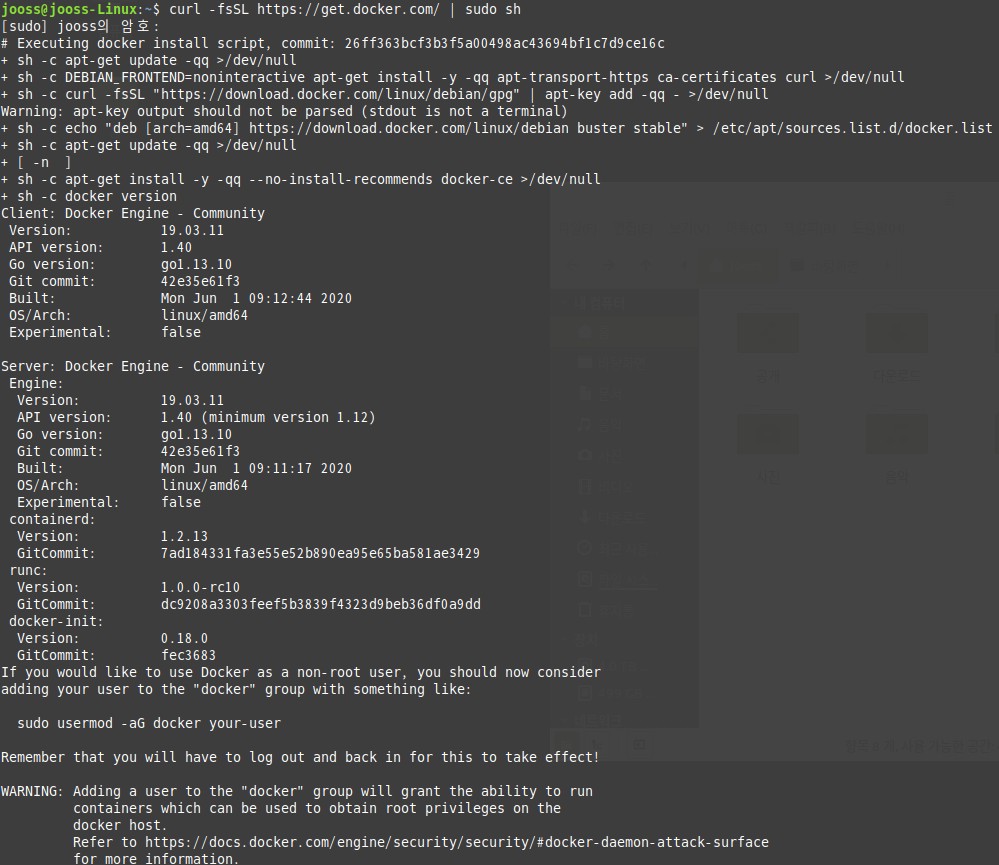 jooss@jooss-Linux:~$ curl -fsSL https://get.docker.com/ | sudo sh
[sudo] jooss의 암호:
# Executing docker install script, commit: 26ff363bcf3b3f5a00498ac43694bf1c7d9ce16c
+ sh -c apt-get update -qq >/dev/null
+ sh -c DEBIAN_FRONTEND=noninteractive apt-get install -y -qq apt-transport-https ca-certificates curl >/dev/null
+ sh -c curl -fsSL "https://download.docker.com/linux/debian/gpg" | apt-key add -qq - >/dev/null
Warning: apt-key output should not be parsed (stdout is not a terminal)
+ sh -c echo "deb [arch=amd64] https://download.docker.com/linux/debian buster stable" > /etc/apt/sources.list.d/docker.list
+ sh -c apt-get update -qq >/dev/null
+ [ -n  ]
+ sh -c apt-get install -y -qq --no-install-recommends docker-ce >/dev/null
+ sh -c docker version
Client: Docker Engine - Community
 Version:           19.03.11
 API version:       1.40
 Go version:        go1.13.10
 Git commit:        42e35e61f3
 Built:             Mon Jun  1 09:12:44 2020
 OS/Arch:           linux/amd64
 Experimental:      false
Server: Docker Engine - Community
 Engine:
  Version:          19.03.11
  API version:      1.40 (minimum version 1.12)
  Go version:       go1.13.10
  Git commit:       42e35e61f3
  Built:            Mon Jun  1 09:11:17 2020
  OS/Arch:          linux/amd64
  Experimental:     false
 containerd:
  Version:          1.2.13
  GitCommit:        7ad184331fa3e55e52b890ea95e65ba581ae3429
 runc:
  Version:          1.0.0-rc10
  GitCommit:        dc9208a3303feef5b3839f4323d9beb36df0a9dd
 docker-init:
  Version:          0.18.0
  GitCommit:        fec3683
If you would like to use Docker as a non-root user, you should now consider
adding your user to the "docker" group with something like:
  sudo usermod -aG docker your-user
Remember that you will have to log out and back in for this to take effect!
WARNING: Adding a user to the "docker" group will grant the ability to run
         containers which can be used to obtain root privileges on the
         docker host.
         Refer to https://docs.docker.com/engine/security/security/#docker-daemon-attack-surface
         for more information.